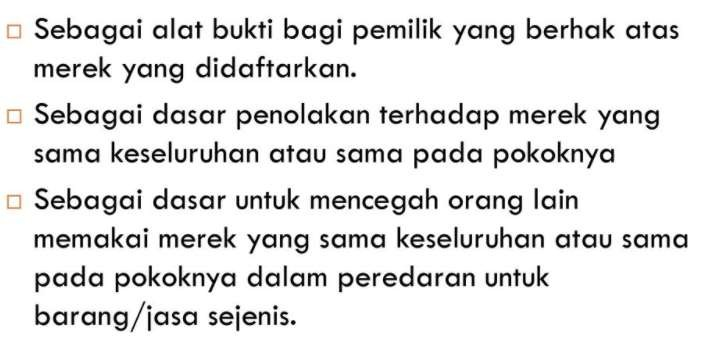 Sebagai alat bukti bagi pemilik yang berhak atas
merek yang didaftarkan.
Sebagai dasar penolakan terhadap merek yang
sama keseluruhan atau sama pada pokoknya
Sebagai dasar untuk mencegah orang lain
memakai merek yang sama keseluruhan atau sama
pada pokoknya dalam peredaran untuk
barang/jasa sejenis.